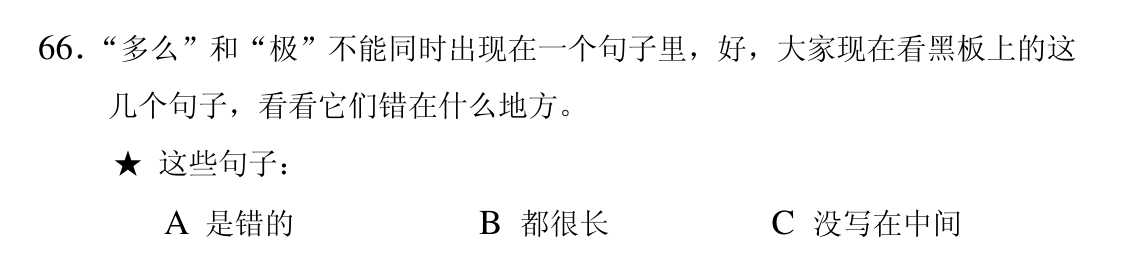 66. “多么”和“极”不能同时出现在一个句子里，好，大家现在看黑板上的这
几个句子，看看它们错在什么地方。
★ 这些句子：
A 是错的 B 都很长 C 没写在中间